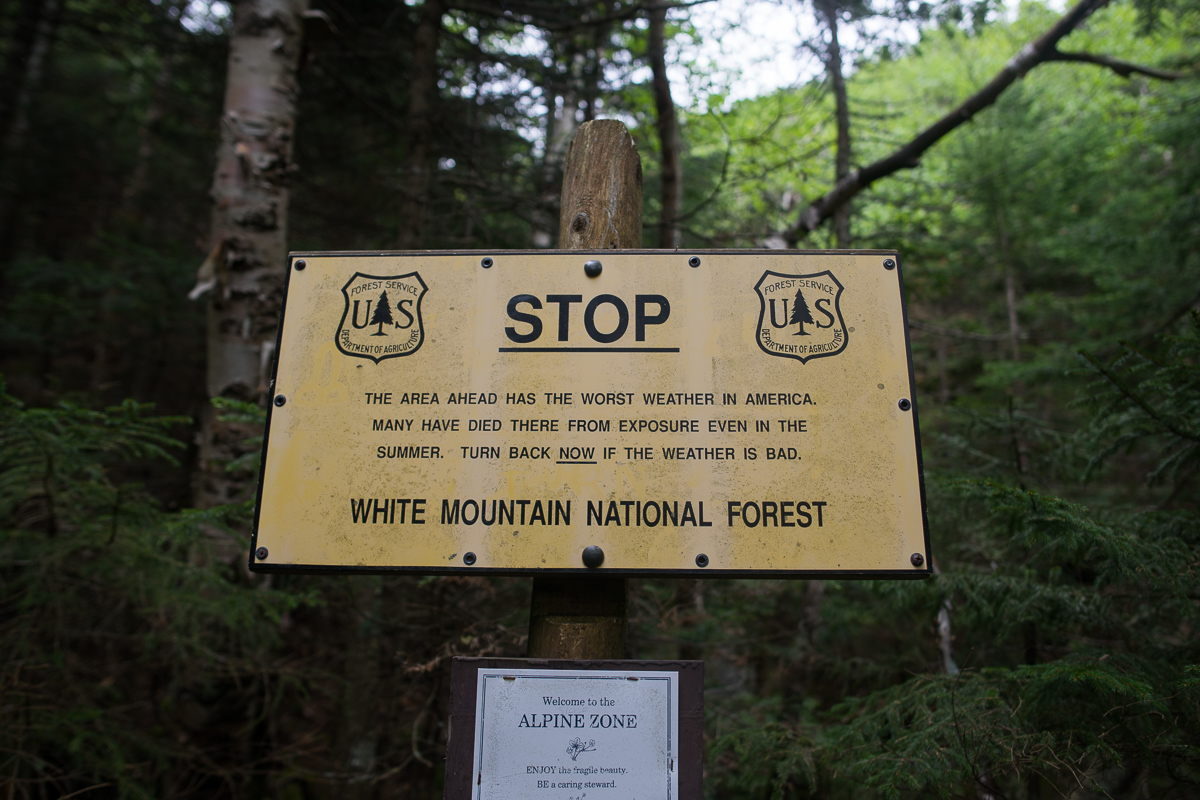 FOREST SERVICE
US
DEPARTMENT OF AGRICULTURE
STOP
FOREST SERVICE
US
DEPARTMENT OF AGRICULTURE
THE AREA AHEAD HAS THE WORST WEATHER IN AMERICA.
MANY HAVE DIED THERE FROM EXPOSURE EVEN IN THE
SUMMER. TURN BACK NOW IF THE WEATHER IS BAD.
WHITE MOUNTAIN NATIONAL FOREST
Welcome to the
ALPINE ZONE
ENJOY the fragile beauty.
BE a caring steward.